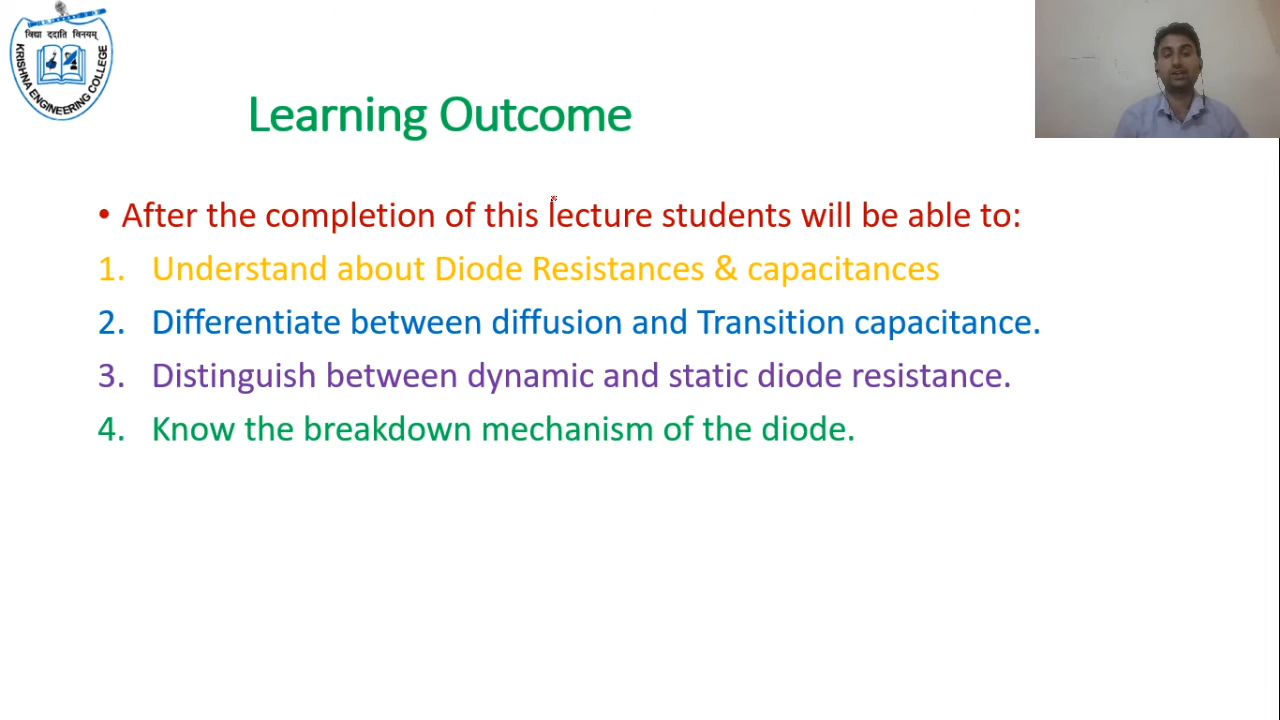 विद्या ददाति विनयम्
KRISHNA ENGINEERING COLLEGE
Learning Outcome
• After the completion of this lecture students will be able to:
1. Understand about Diode Resistances & capacitances
2. Differentiate between diffusion and Transition capacitance.
3. Distinguish between dynamic and static diode resistance.
4. Know the breakdown mechanism of the diode.